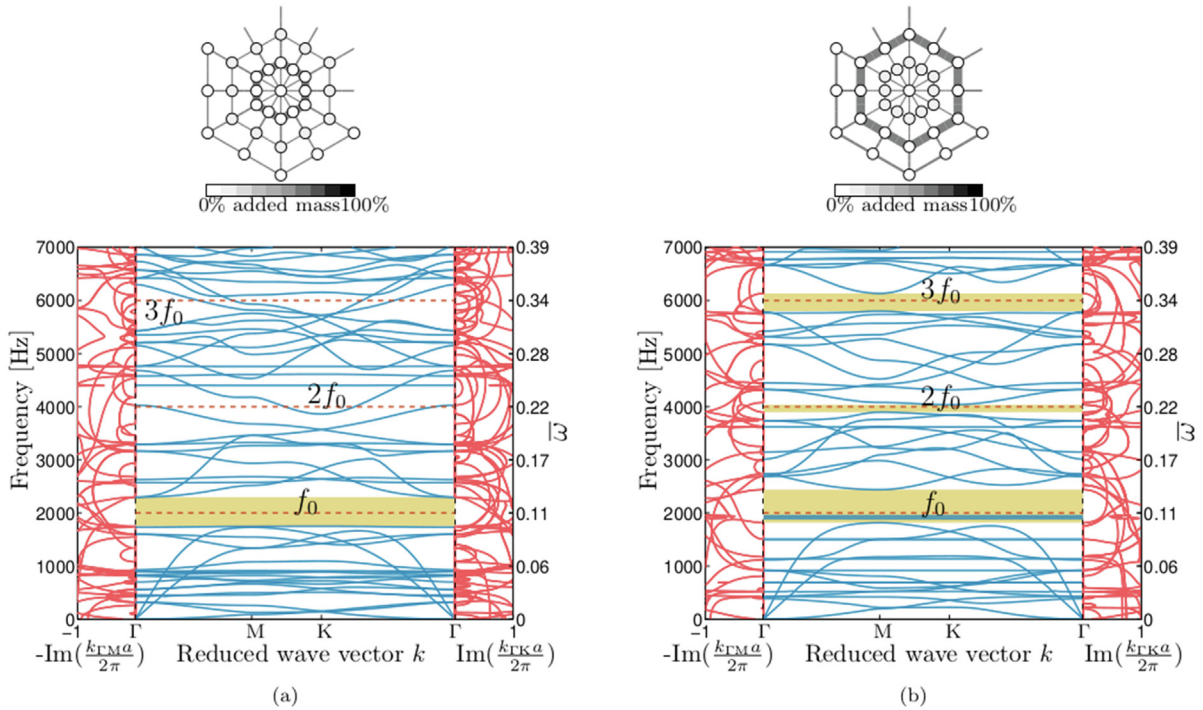 0% added mass100%
0% added mass100%
7000
6000
5000
4000
3000
2000
1000
0
Frequency [Hz]
3f₀
2f₀
f₀
0.39
0.34
0.28
0.22
0.17
0.11
0.06
0
ω̅
−1 Γ M K Γ 1
-Im(k_ΓM a/2π) Reduced wave vector k Im(k_ΓK a/2π)
(a)
7000
6000
5000
4000
3000
2000
1000
0
Frequency [Hz]
3f₀
2f₀
f₀
0.39
0.34
0.28
0.22
0.17
0.11
0.06
0
ω̅
−1 Γ M K Γ 1
-Im(k_ΓM a/2π) Reduced wave vector k Im(k_ΓK a/2π)
(b)